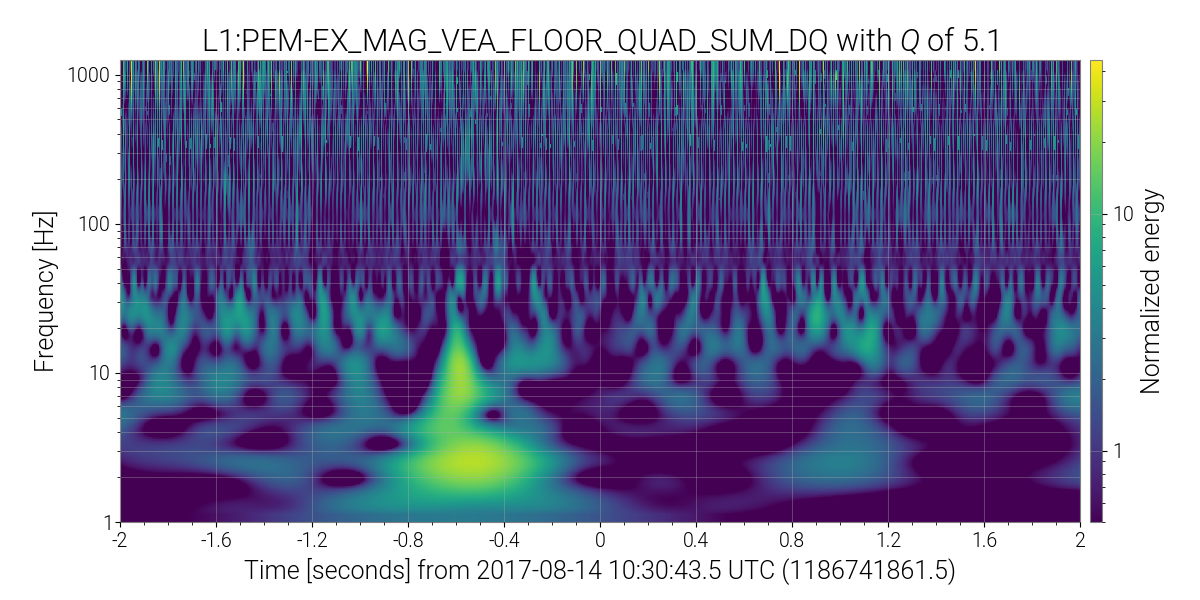 L1:PEM-EX_MAG_VEA_FLOOR_QUAD_SUM_DQ with Q of 5.1
1000
100
10
1
Frequency [Hz]
-2 -1.6 -1.2 -0.8 -0.4 0 0.4 0.8 1.2 1.6 2
Time [seconds] from 2017-08-14 10:30:43.5 UTC (1186741861.5)
10
1
Normalized energy